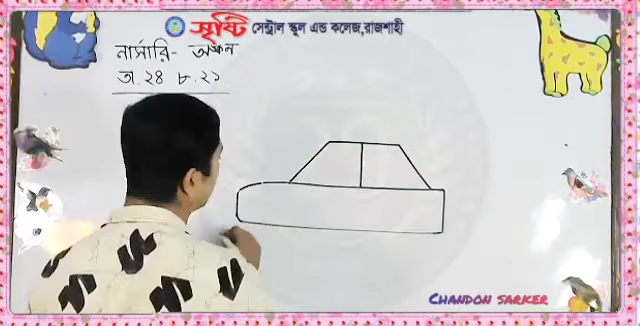 সৃষ্টি সেন্ট্রাল স্কুল এন্ড কলেজ,রাজশাহী
নার্সারি- অঙ্কন
তা. ২৪ ৮.২১
CHANDON SARKER